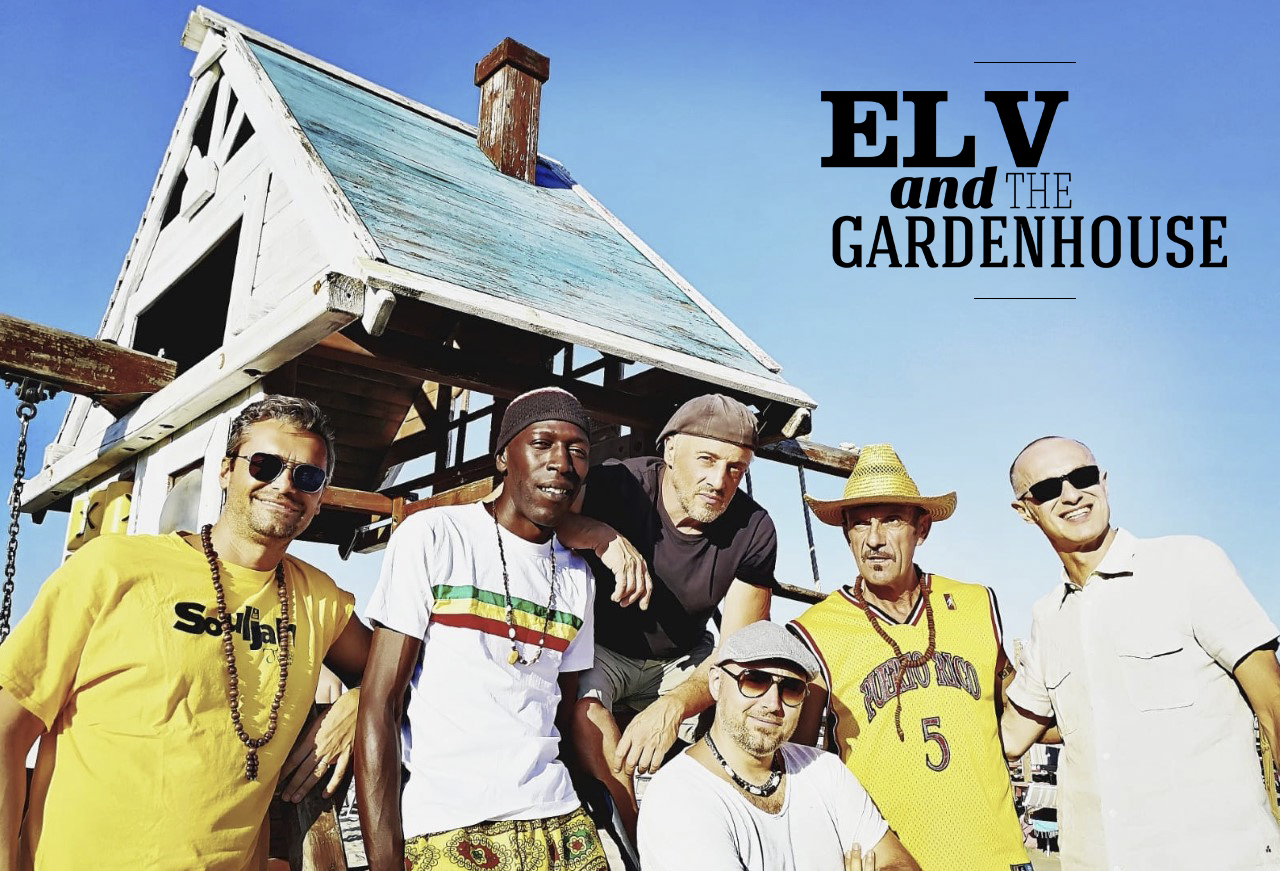 ELV
and THE
GARDENHOUSE
Souljah
PUERTO RICO
5